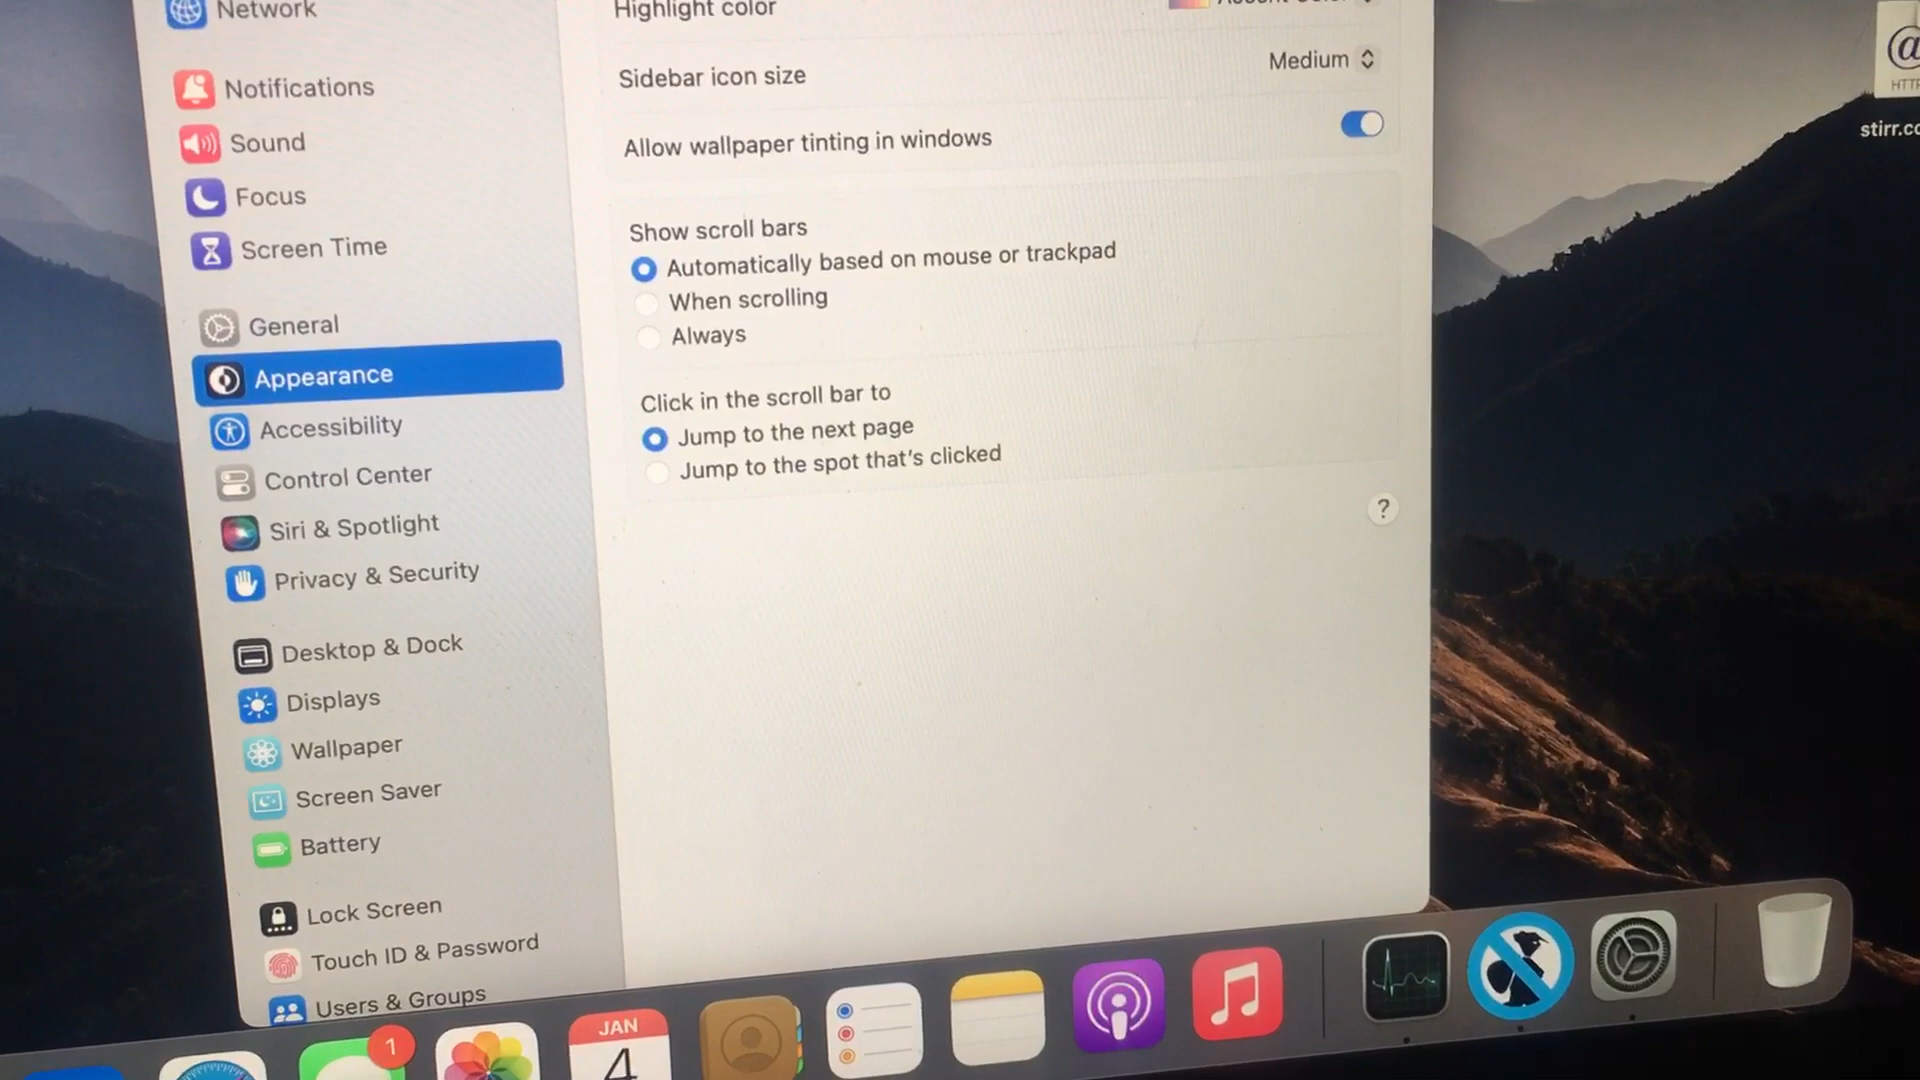 Network
Notifications
Sound
Focus
Screen Time
General
Appearance
Accessibility
Control Center
Siri & Spotlight
Privacy & Security
Desktop & Dock
Displays
Wallpaper
Screen Saver
Battery
Lock Screen
Touch ID & Password
Users & Groups
Highlight color
Sidebar icon size
Medium
Allow wallpaper tinting in windows
Show scroll bars
Automatically based on mouse or trackpad
When scrolling
Always
Click in the scroll bar to
Jump to the next page
Jump to the spot that's clicked
?
@
HTTP
stirr.co
1
JAN
4